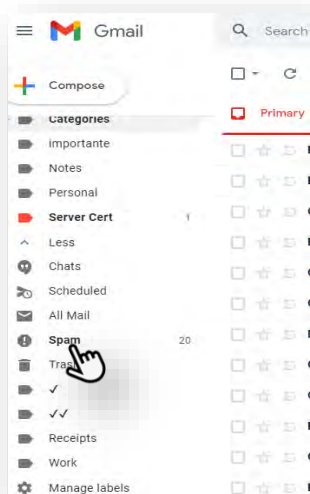 Gmail
Search
Compose
Primary
Categories
importante
Notes
Personal
Server Cert 1
Less
Chats
Scheduled
All Mail
Spam 20
Tras
✓
✓✓
Receipts
Work
Manage labels